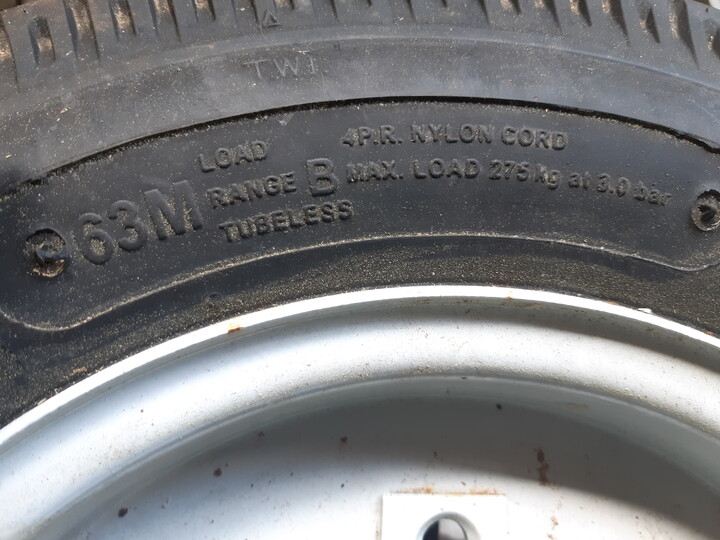 TWI
63M
LOAD
RANGE B
TUBELESS
4P.R. NYLON CORD
MAX. LOAD 275 kg at 3.0 bar